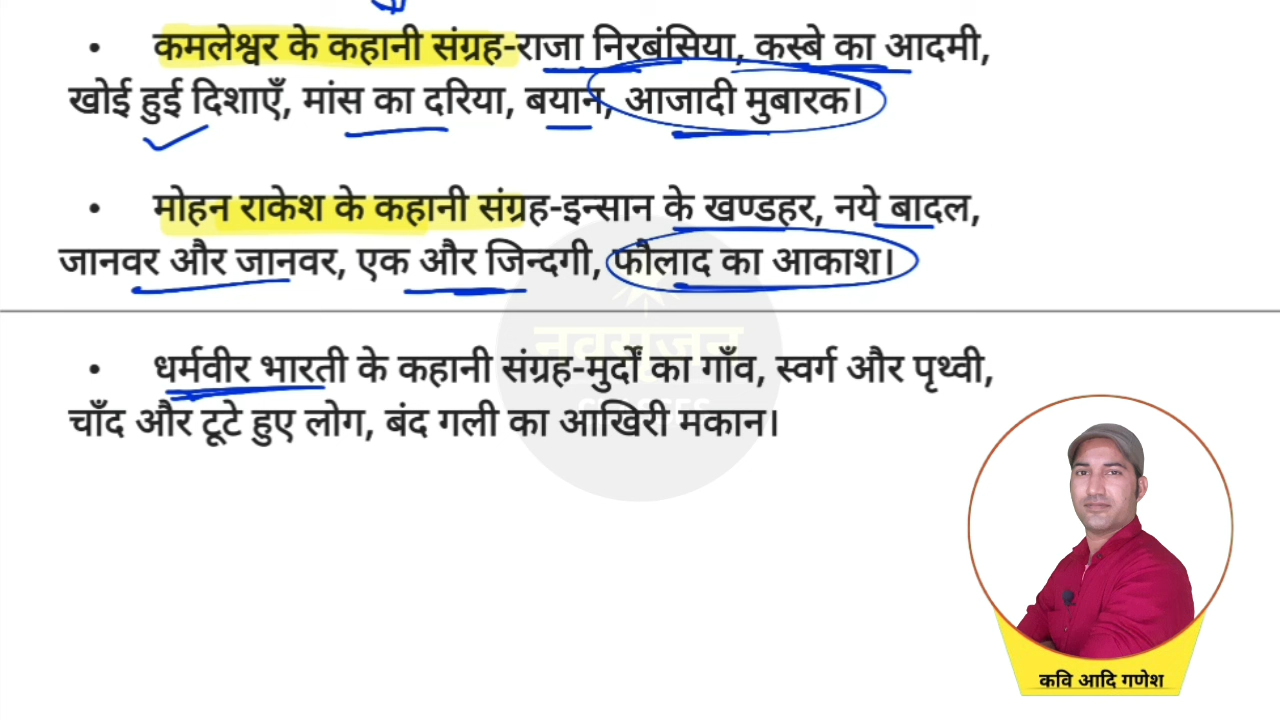 • कमलेश्वर के कहानी संग्रह-राजा निरबंसिया, कस्बे का आदमी,
खोई हुई दिशाएँ, मांस का दरिया, बयान, आजादी मुबारक।
• मोहन राकेश के कहानी संग्रह-इन्सान के खण्डहर, नये बादल,
जानवर और जानवर, एक और जिन्दगी, फौलाद का आकाश।
• धर्मवीर भारती के कहानी संग्रह-मुर्दों का गाँव, स्वर्ग और पृथ्वी,
चाँद और टूटे हुए लोग, बंद गली का आखिरी मकान।
नवसृजन
कवि आदि गणेश